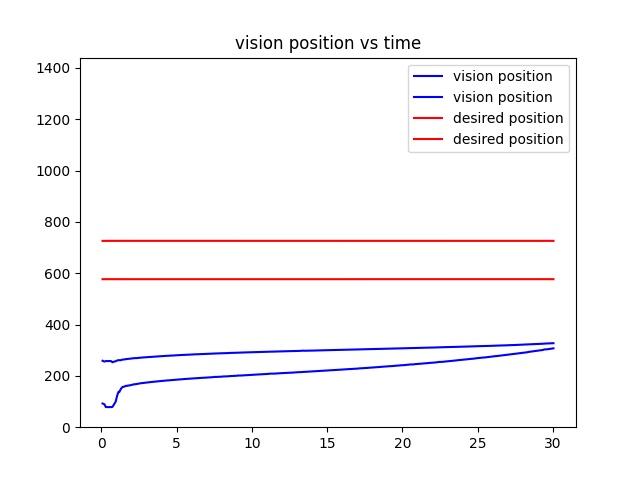 vision position vs time
1400
1200
1000
800
600
400
200
0
vision position
vision position
desired position
desired position
0 5 10 15 20 25 30